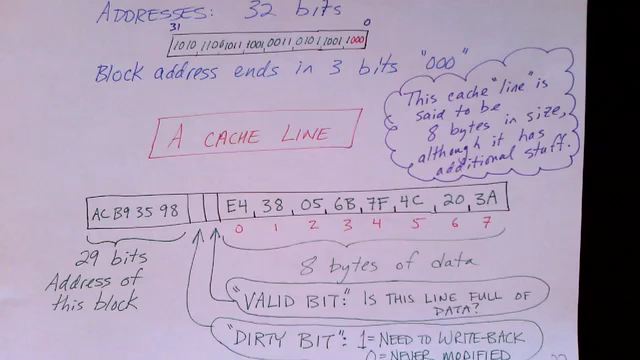 ADDRESSES: 32 bits
31 0
1010 1100 1011 1001 0011 0101 1001 1000
Block address ends in 3 bits "000"
This cache "line" is
said to be
8 bytes in size,
although it has
additional stuff.
A CACHE LINE
ACB9 35 98 E4 38 05 6B 7F 4C 20 3A
0 1 2 3 4 5 6 7
29 bits
Address of
this block
8 bytes of data
"VALID BIT:" IS THIS LINE FULL OF
DATA?
"DIRTY BIT": 1=NEED TO WRITE-BACK
0=NEVER MODIFIED